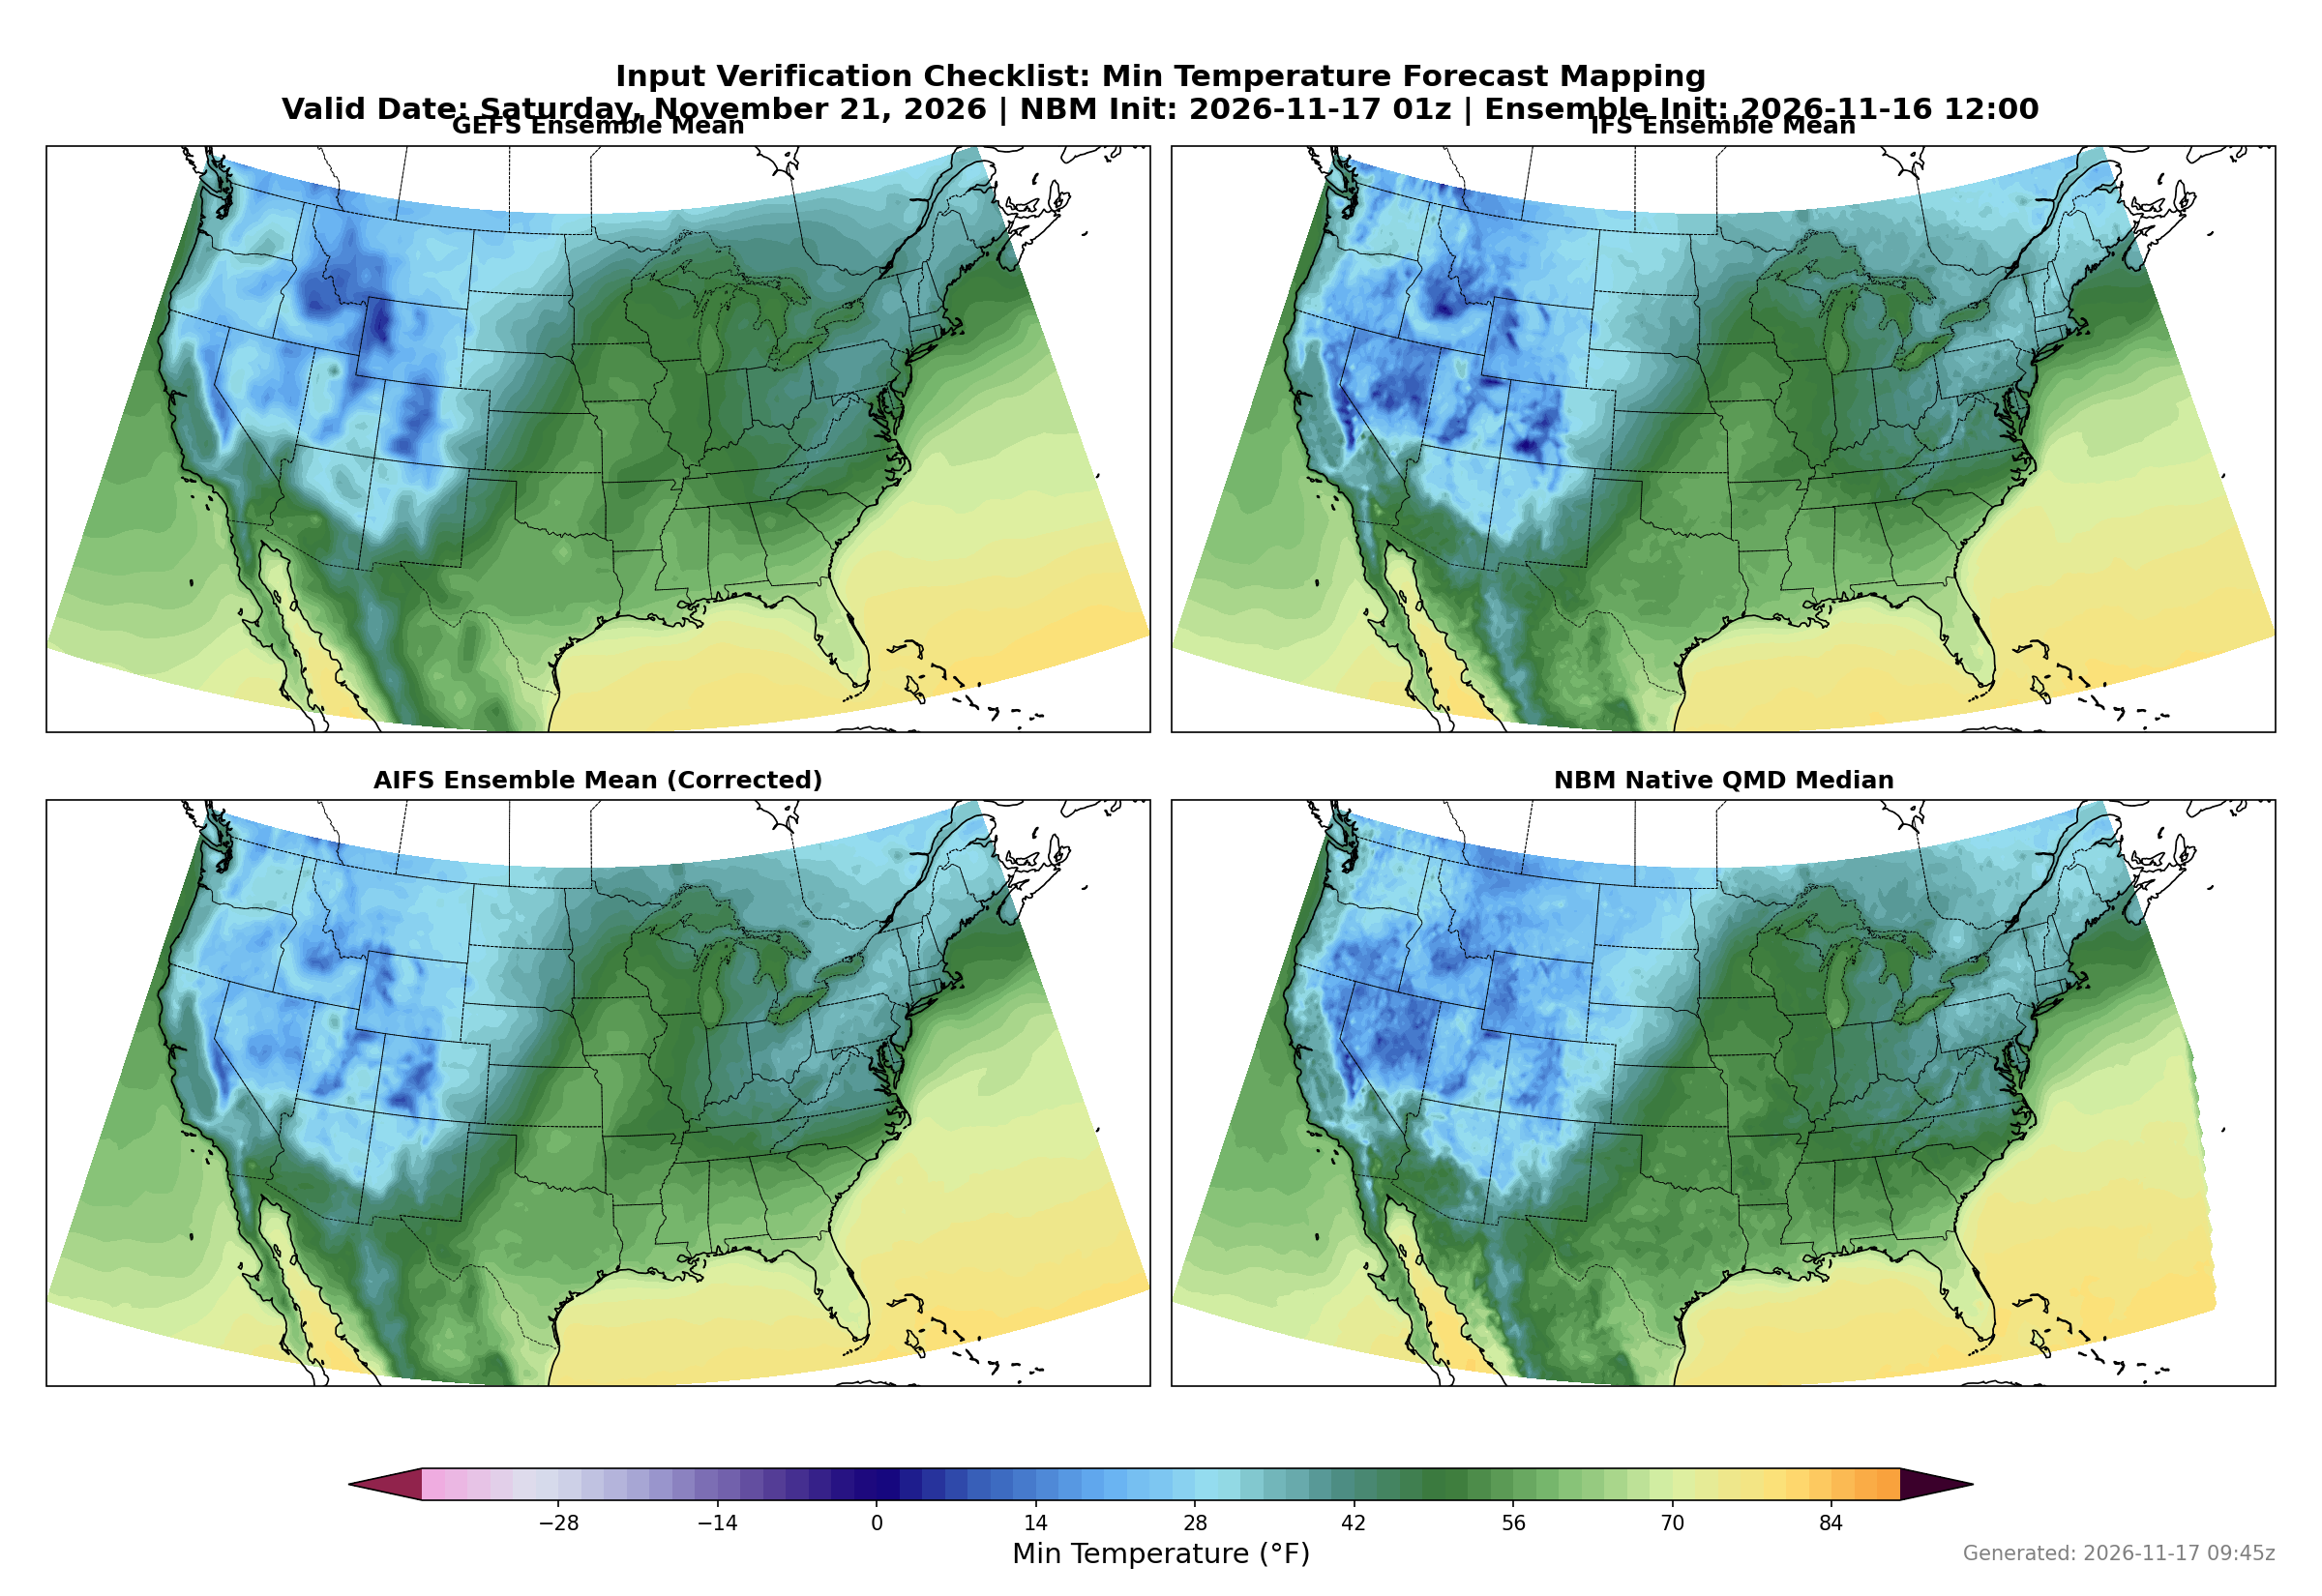 Input Verification Checklist: Min Temperature Forecast Mapping
Valid Date: Saturday, November 21, 2026 | NBM Init: 2026-11-17 01z | Ensemble Init: 2026-11-16 12:00
GEFS Ensemble Mean
IFS Ensemble Mean
AIFS Ensemble Mean (Corrected)
NBM Native QMD Median
−28 −14 0 14 28 42 56 70 84
Min Temperature (°F)
Generated: 2026-11-17 09:45z